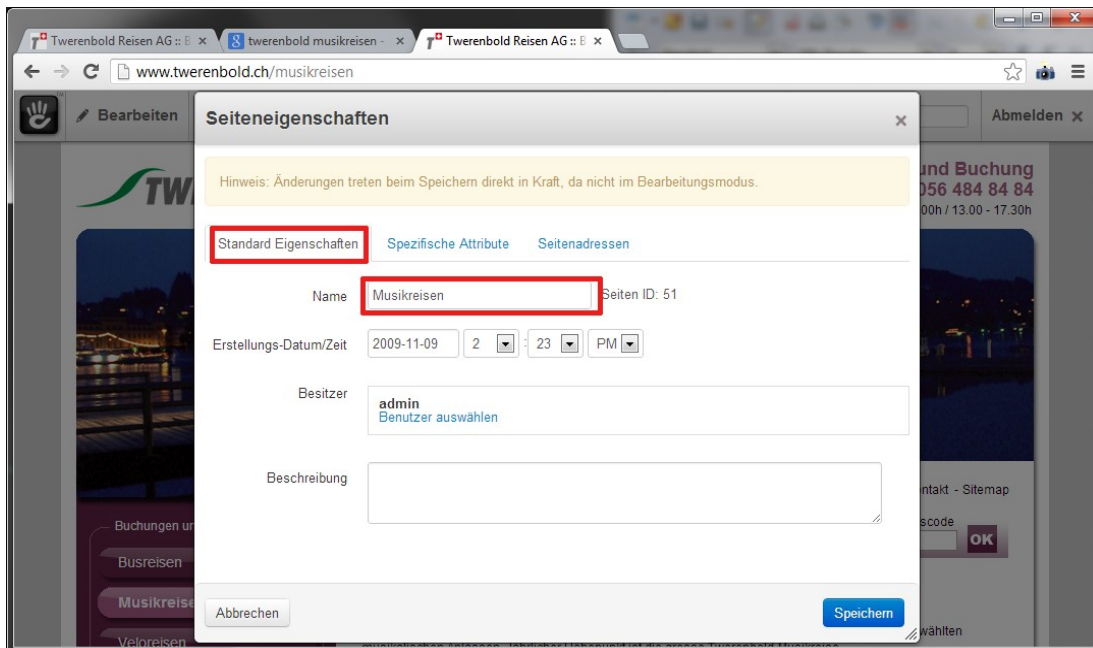 Twerenbold Reisen AG :: B
twerenbold musikreisen -
Twerenbold Reisen AG :: B
www.twerenbold.ch/musikreisen
Bearbeiten
Abmelden
Seiteneigenschaften
Hinweis: Änderungen treten beim Speichern direkt in Kraft, da nicht im Bearbeitungsmodus.
Standard Eigenschaften Spezifische Attribute Seitenadressen
Name Musikreisen Seiten ID: 51
Erstellungs-Datum/Zeit 2009-11-09 2 : 23 PM
Besitzer
admin
Benutzer auswählen
Beschreibung
Abbrechen Speichern
TW
und Buchung
056 484 84 84
00h / 13.00 - 17.30h
ntakt - Sitemap
scode
OK
Buchungen un
Busreisen
Musikreise
Veloreisen
wählten